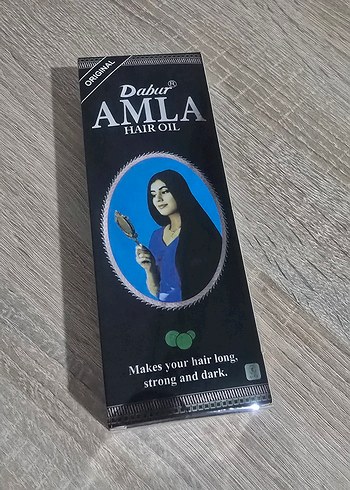 ORIGINAL
Dabur®
AMLA
HAIR OIL
Makes your hair long,
strong and dark.